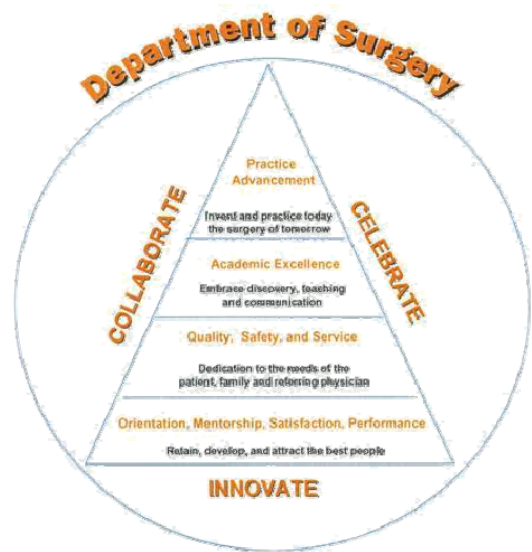 Department of Surgery
Practice
Advancement
Invent and practice today
the surgery of tomorrow
COLLABORATE
CELEBRATE
Academic Excellence
Embrace discovery, teaching
and communication
Quality, Safety, and Service
Dedication to the needs of the
patient, family and referring physician
Orientation, Mentorship, Satisfaction, Performance
Retain, develop, and attract the best people
INNOVATE